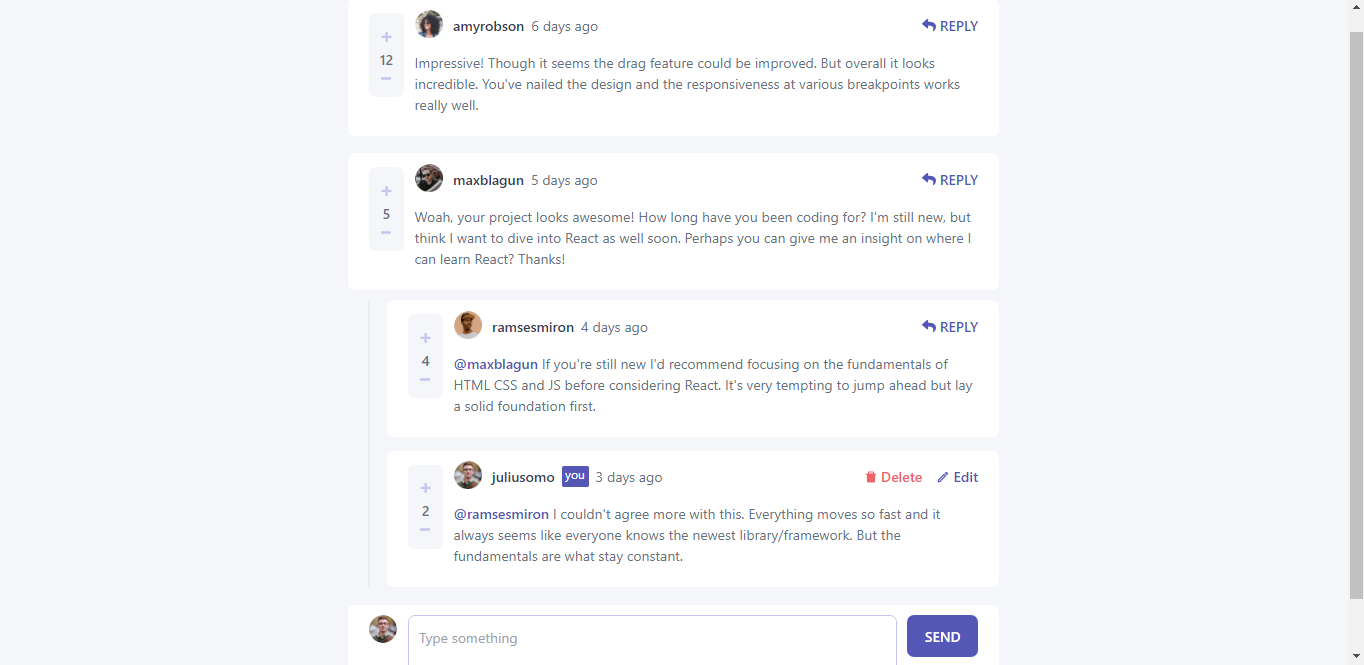 amyrobson 6 days ago REPLY
+
12
−
Impressive! Though it seems the drag feature could be improved. But overall it looks
incredible. You've nailed the design and the responsiveness at various breakpoints works
really well.
maxblagun 5 days ago REPLY
+
5
−
Woah, your project looks awesome! How long have you been coding for? I'm still new, but
think I want to dive into React as well soon. Perhaps you can give me an insight on where I
can learn React? Thanks!
ramsesmiron 4 days ago REPLY
+
4
−
@maxblagun If you're still new I'd recommend focusing on the fundamentals of
HTML CSS and JS before considering React. It's very tempting to jump ahead but lay
a solid foundation first.
juliusomo you 3 days ago Delete Edit
+
2
−
@ramsesmiron I couldn't agree more with this. Everything moves so fast and it
always seems like everyone knows the newest library/framework. But the
fundamentals are what stay constant.
Type something SEND